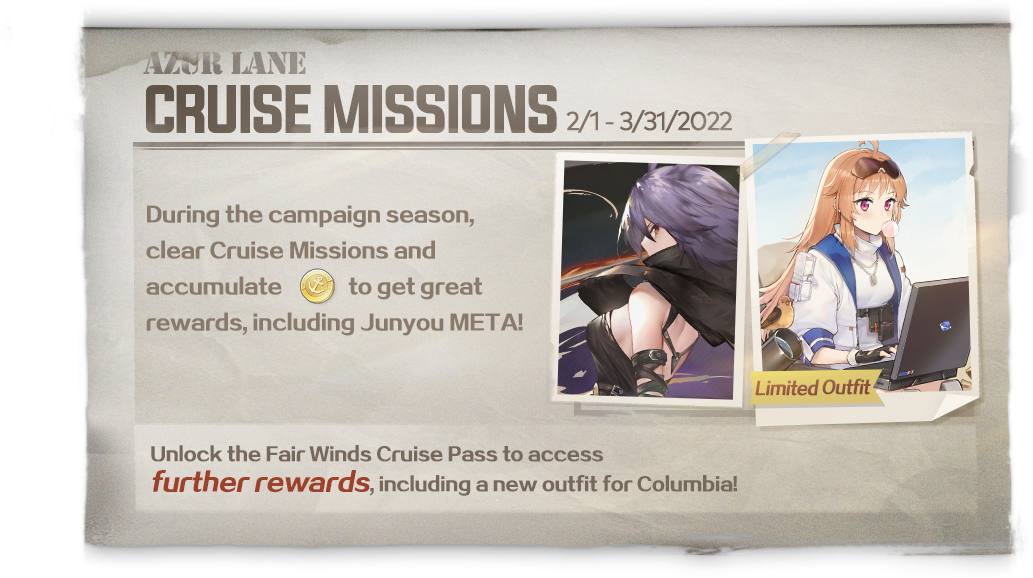 AZUR LANE
CRUISE MISSIONS 2/1 - 3/31/2022
During the campaign season,
clear Cruise Missions and
accumulate to get great
rewards, including Junyou META!
Limited Outfit
Unlock the Fair Winds Cruise Pass to access
further rewards, including a new outfit for Columbia!